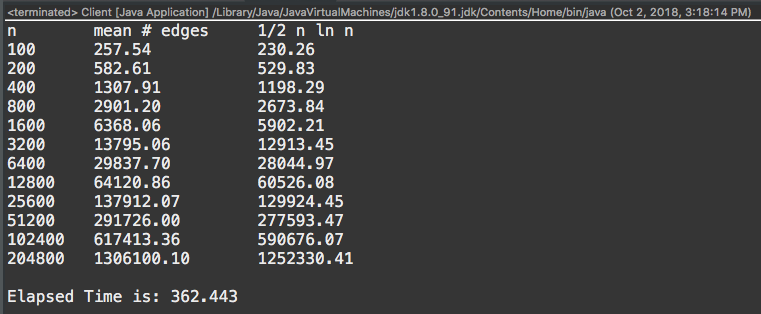 <terminated> Client [Java Application] /Library/Java/JavaVirtualMachines/jdk1.8.0_91.jdk/Contents/Home/bin/java (Oct 2, 2018, 3:18:14 PM)
n mean # edges 1/2 n ln n
100 257.54 230.26
200 582.61 529.83
400 1307.91 1198.29
800 2901.20 2673.84
1600 6368.06 5902.21
3200 13795.06 12913.45
6400 29837.70 28044.97
12800 64120.86 60526.08
25600 137912.07 129924.45
51200 291726.00 277593.47
102400 617413.36 590676.07
204800 1306100.10 1252330.41
Elapsed Time is: 362.443